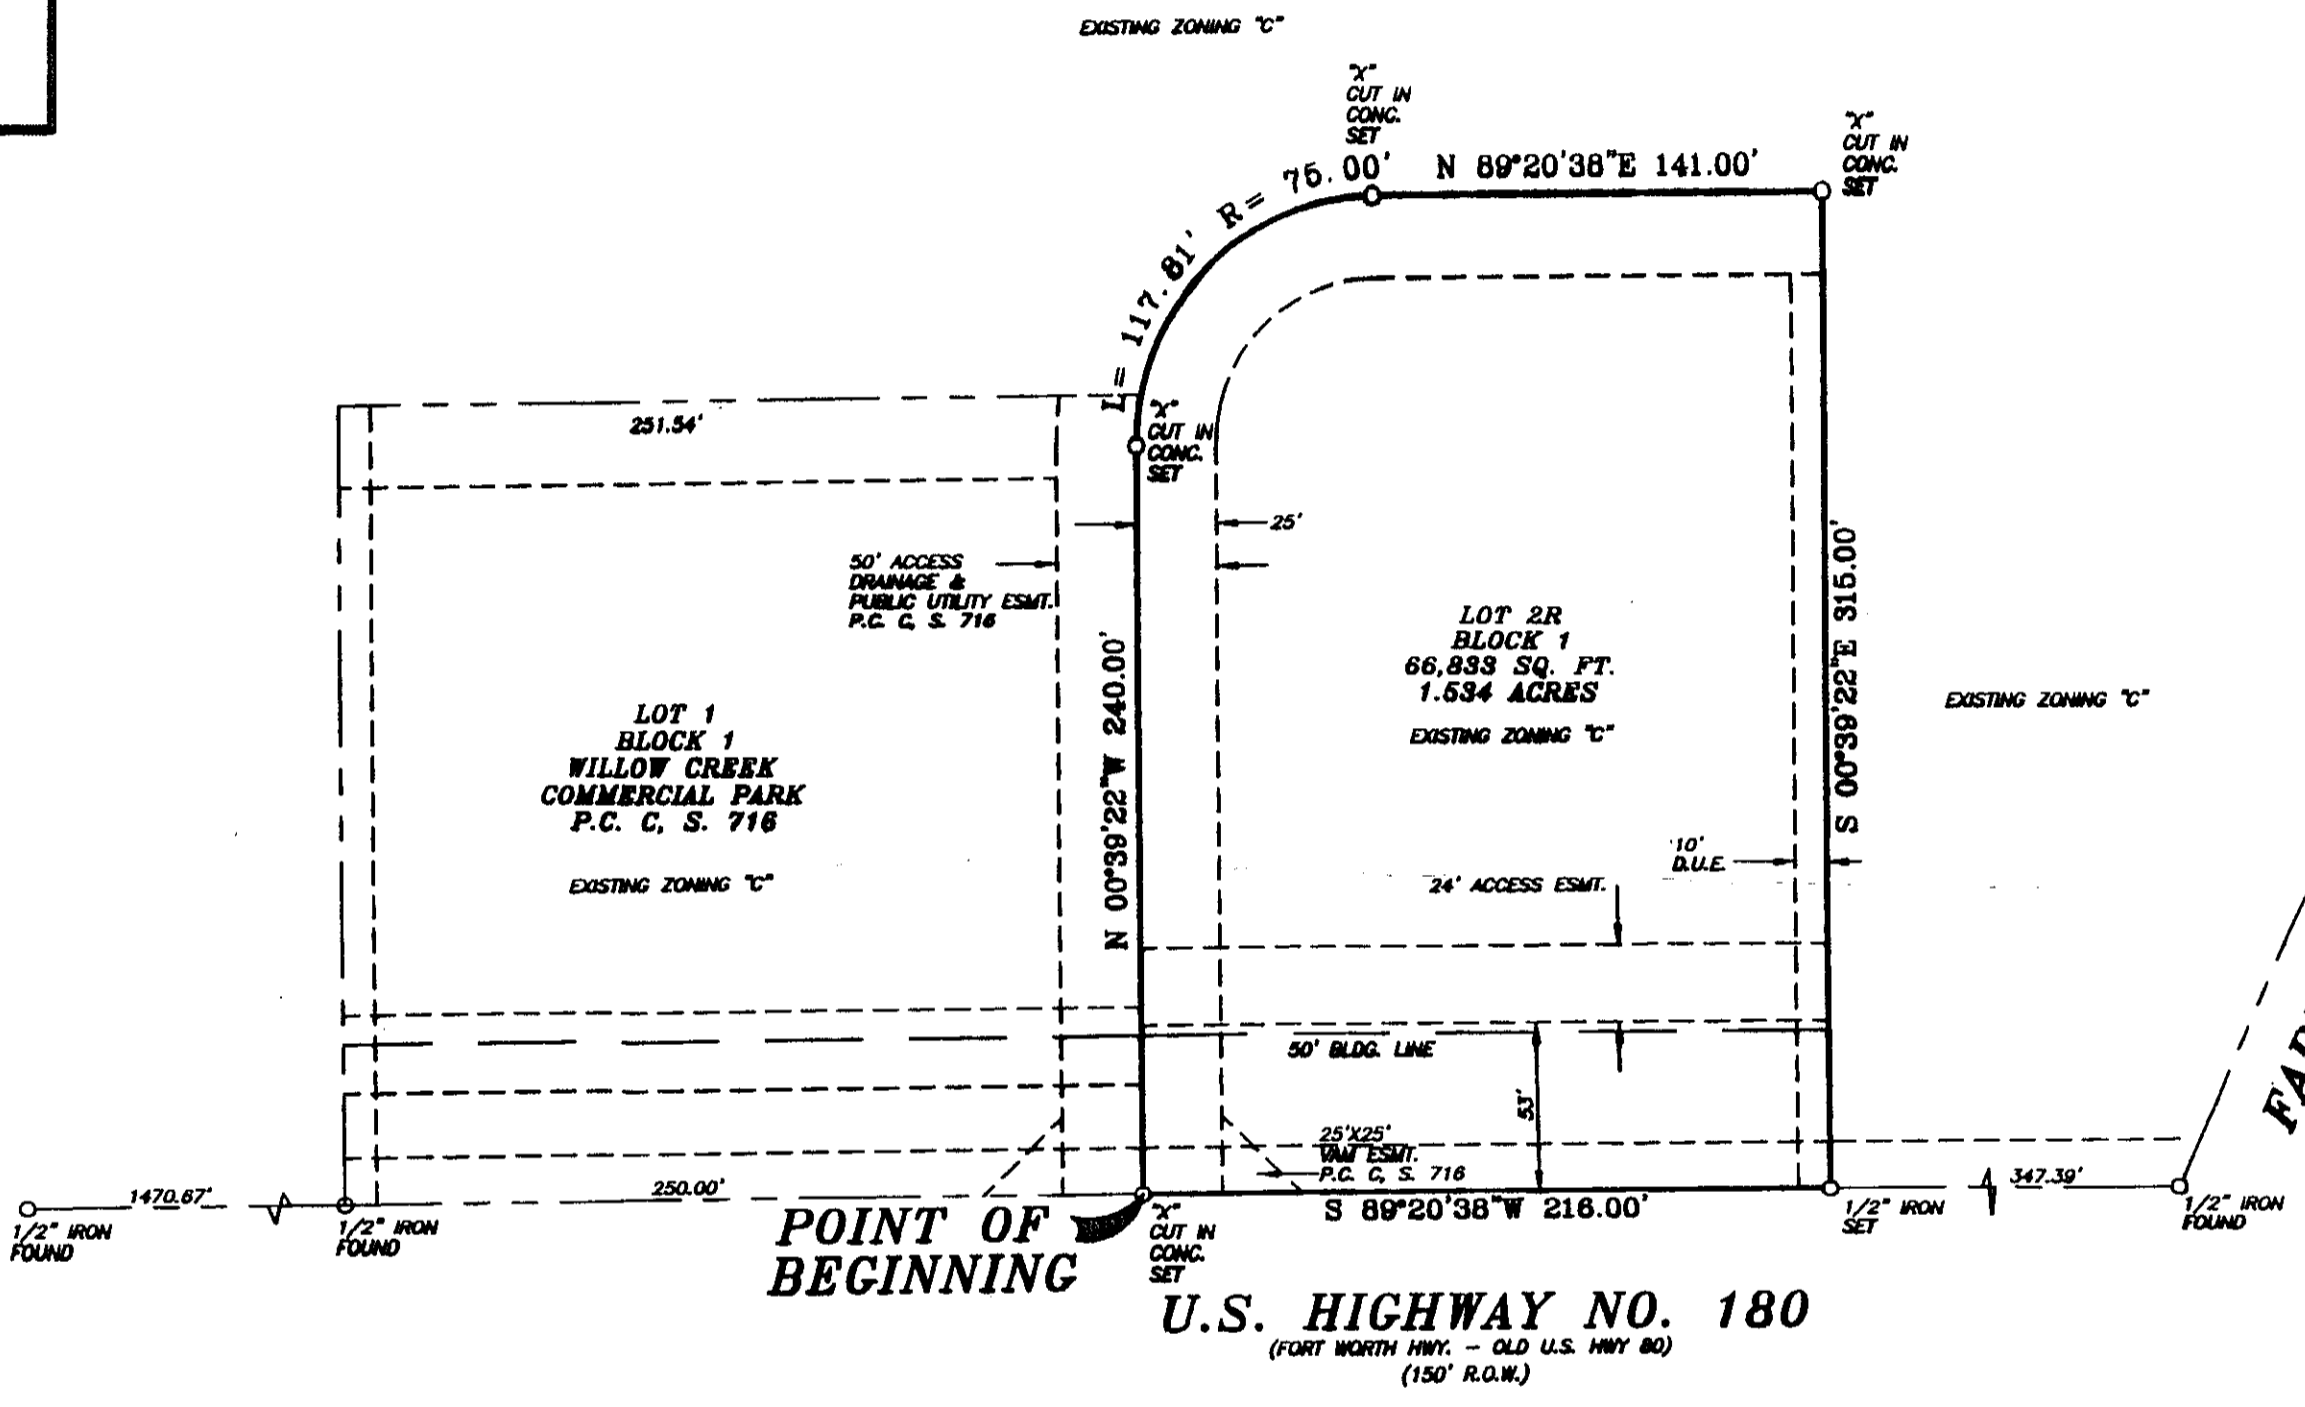 EXISTING ZONING "C"
"X"
CUT IN
CONC.
SET
"X"
CUT IN
CONC.
SET
L= 117.81' R= 75.00'
N 89°20'38"E 141.00'
251.54'
"X"
CUT IN
CONC.
SET
25'
50' ACCESS
DRAINAGE &
PUBLIC UTILITY ESMT.
P.C. C, S. 716
N 00°39'22"W 240.00'
LOT 2R
BLOCK 1
66,833 SQ. FT.
1.534 ACRES
EXISTING ZONING "C"
S 00°39'22"E 315.00'
EXISTING ZONING "C"
LOT 1
BLOCK 1
WILLOW CREEK
COMMERCIAL PARK
P.C. C, S. 716
EXISTING ZONING "C"
10'
D.U.E.
24' ACCESS ESMT.
50' BLDG. LINE
53'
25'X25'
VAM ESMT.
P.C. C, S. 716
1470.67'
250.00'
S 89°20'38"W 216.00'
347.39'
1/2" IRON
FOUND
1/2" IRON
FOUND
POINT OF
BEGINNING
"X"
CUT IN
CONC.
SET
1/2" IRON
SET
1/2" IRON
FOUND
U.S. HIGHWAY NO. 180
(FORT WORTH HWY. - OLD U.S. HWY 80)
(150' R.O.W.)